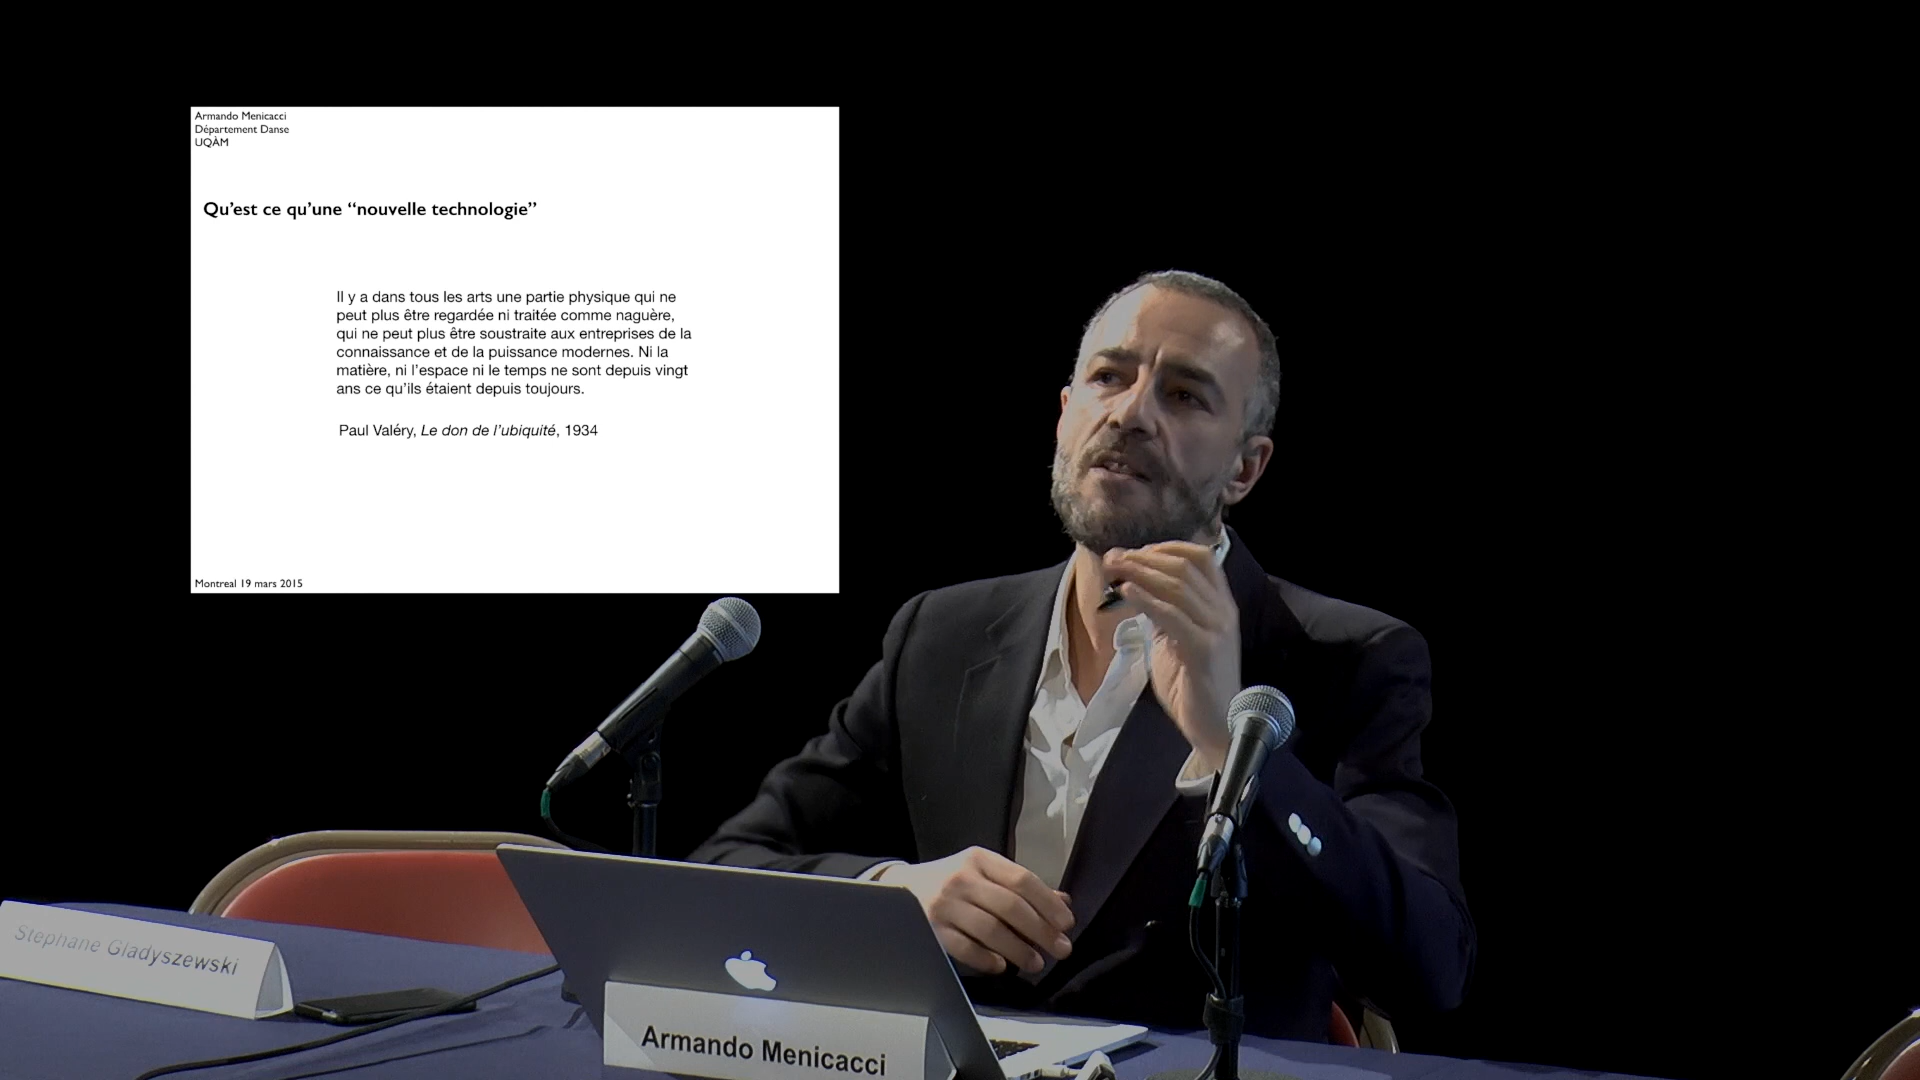 Armando Menicacci
Département Danse
UQÀM
Qu’est ce qu’une “nouvelle technologie”
Il y a dans tous les arts une partie physique qui ne
peut plus être regardée ni traitée comme naguère,
qui ne peut plus être soustraite aux entreprises de la
connaissance et de la puissance modernes. Ni la
matière, ni l’espace ni le temps ne sont depuis vingt
ans ce qu’ils étaient depuis toujours.
Paul Valéry, Le don de l’ubiquité, 1934
Montreal 19 mars 2015
Stephane Gladyszewski
Armando Menicacci